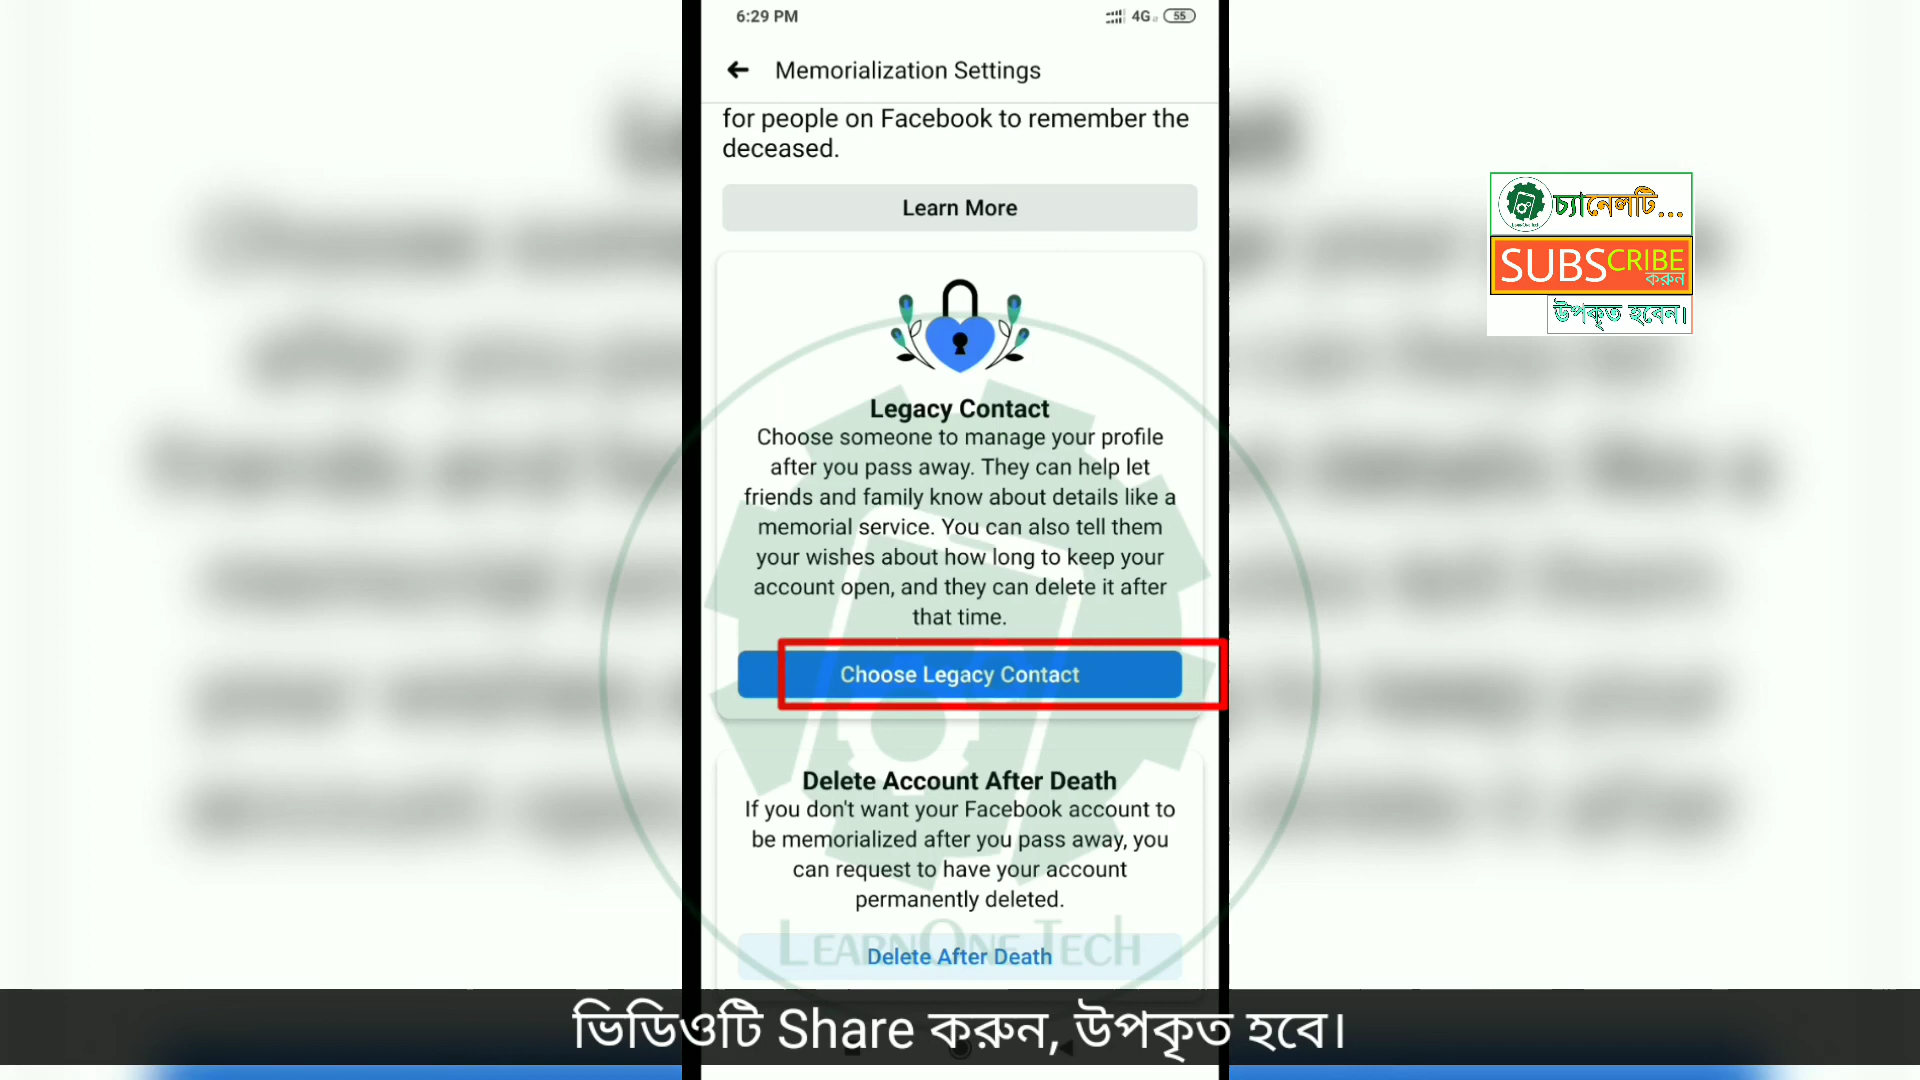 6:29 PM
4G
55
Memorialization Settings
for people on Facebook to remember the
deceased.
Learn More
Legacy Contact
Choose someone to manage your profile
after you pass away. They can help let
friends and family know about details like a
memorial service. You can also tell them
your wishes about how long to keep your
account open, and they can delete it after
that time.
Choose Legacy Contact
Delete Account After Death
If you don't want your Facebook account to
be memorialized after you pass away, you
can request to have your account
permanently deleted.
LEARNONE TECH
Delete After Death
চ্যানেলটি...
SUBSCRIBE
করুন
উপকৃত হবেন।
ভিডিওটি Share করুন, উপকৃত হবে।